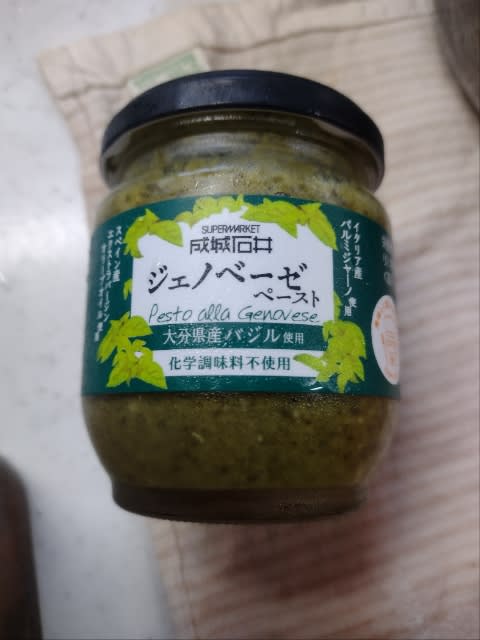 SUPERMARKET
成城石井
ジェノベーゼ
ペースト
Pesto alla Genovese
大分県産バジル使用
化学調味料不使用
スペイン産
エクストラバージン
オリーブオイル使用
イタリア産
パルミジャーノ使用